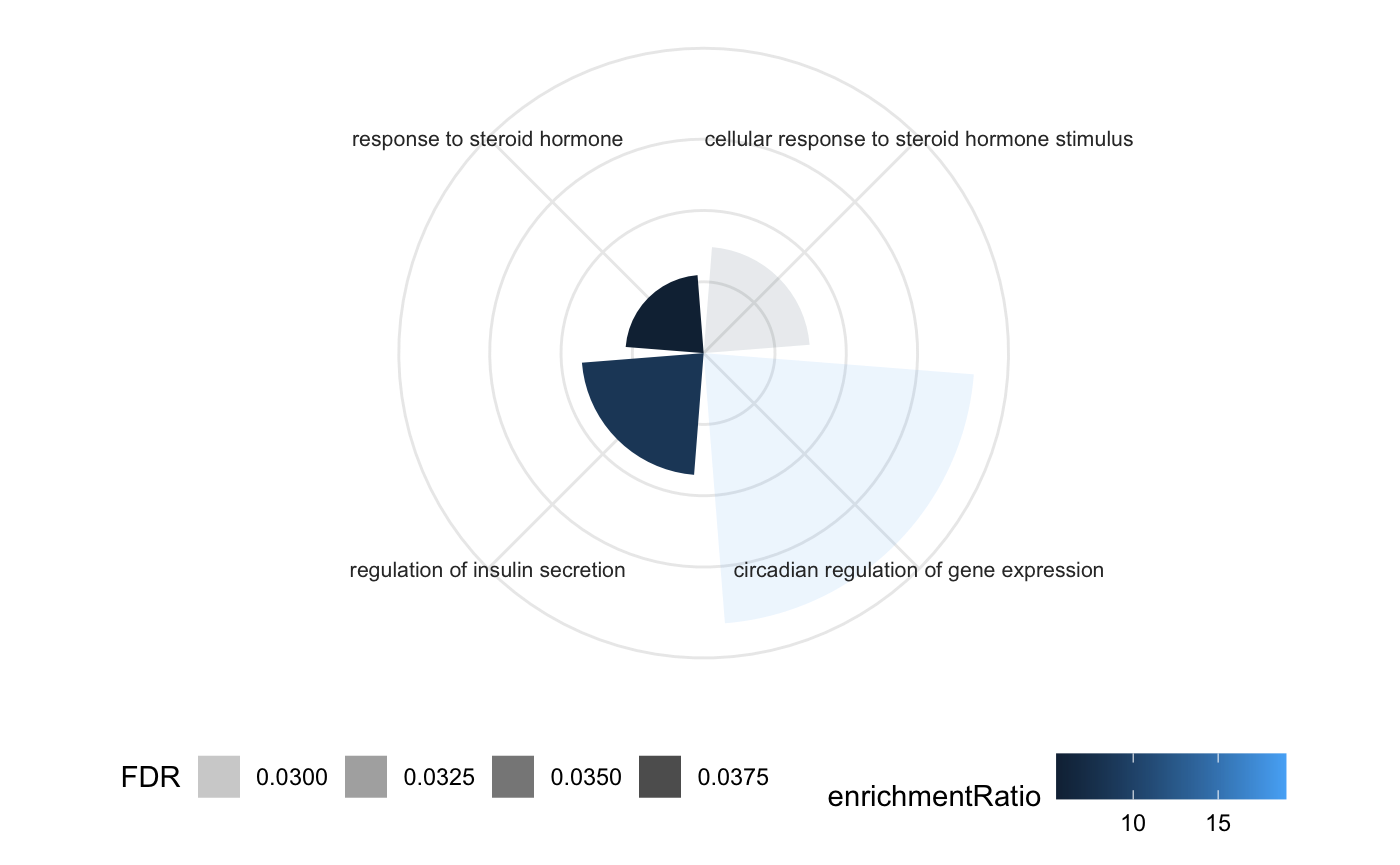 response to steroid hormone
cellular response to steroid hormone stimulus
regulation of insulin secretion
circadian regulation of gene expression
FDR 0.0300 0.0325 0.0350 0.0375
enrichmentRatio
10 15